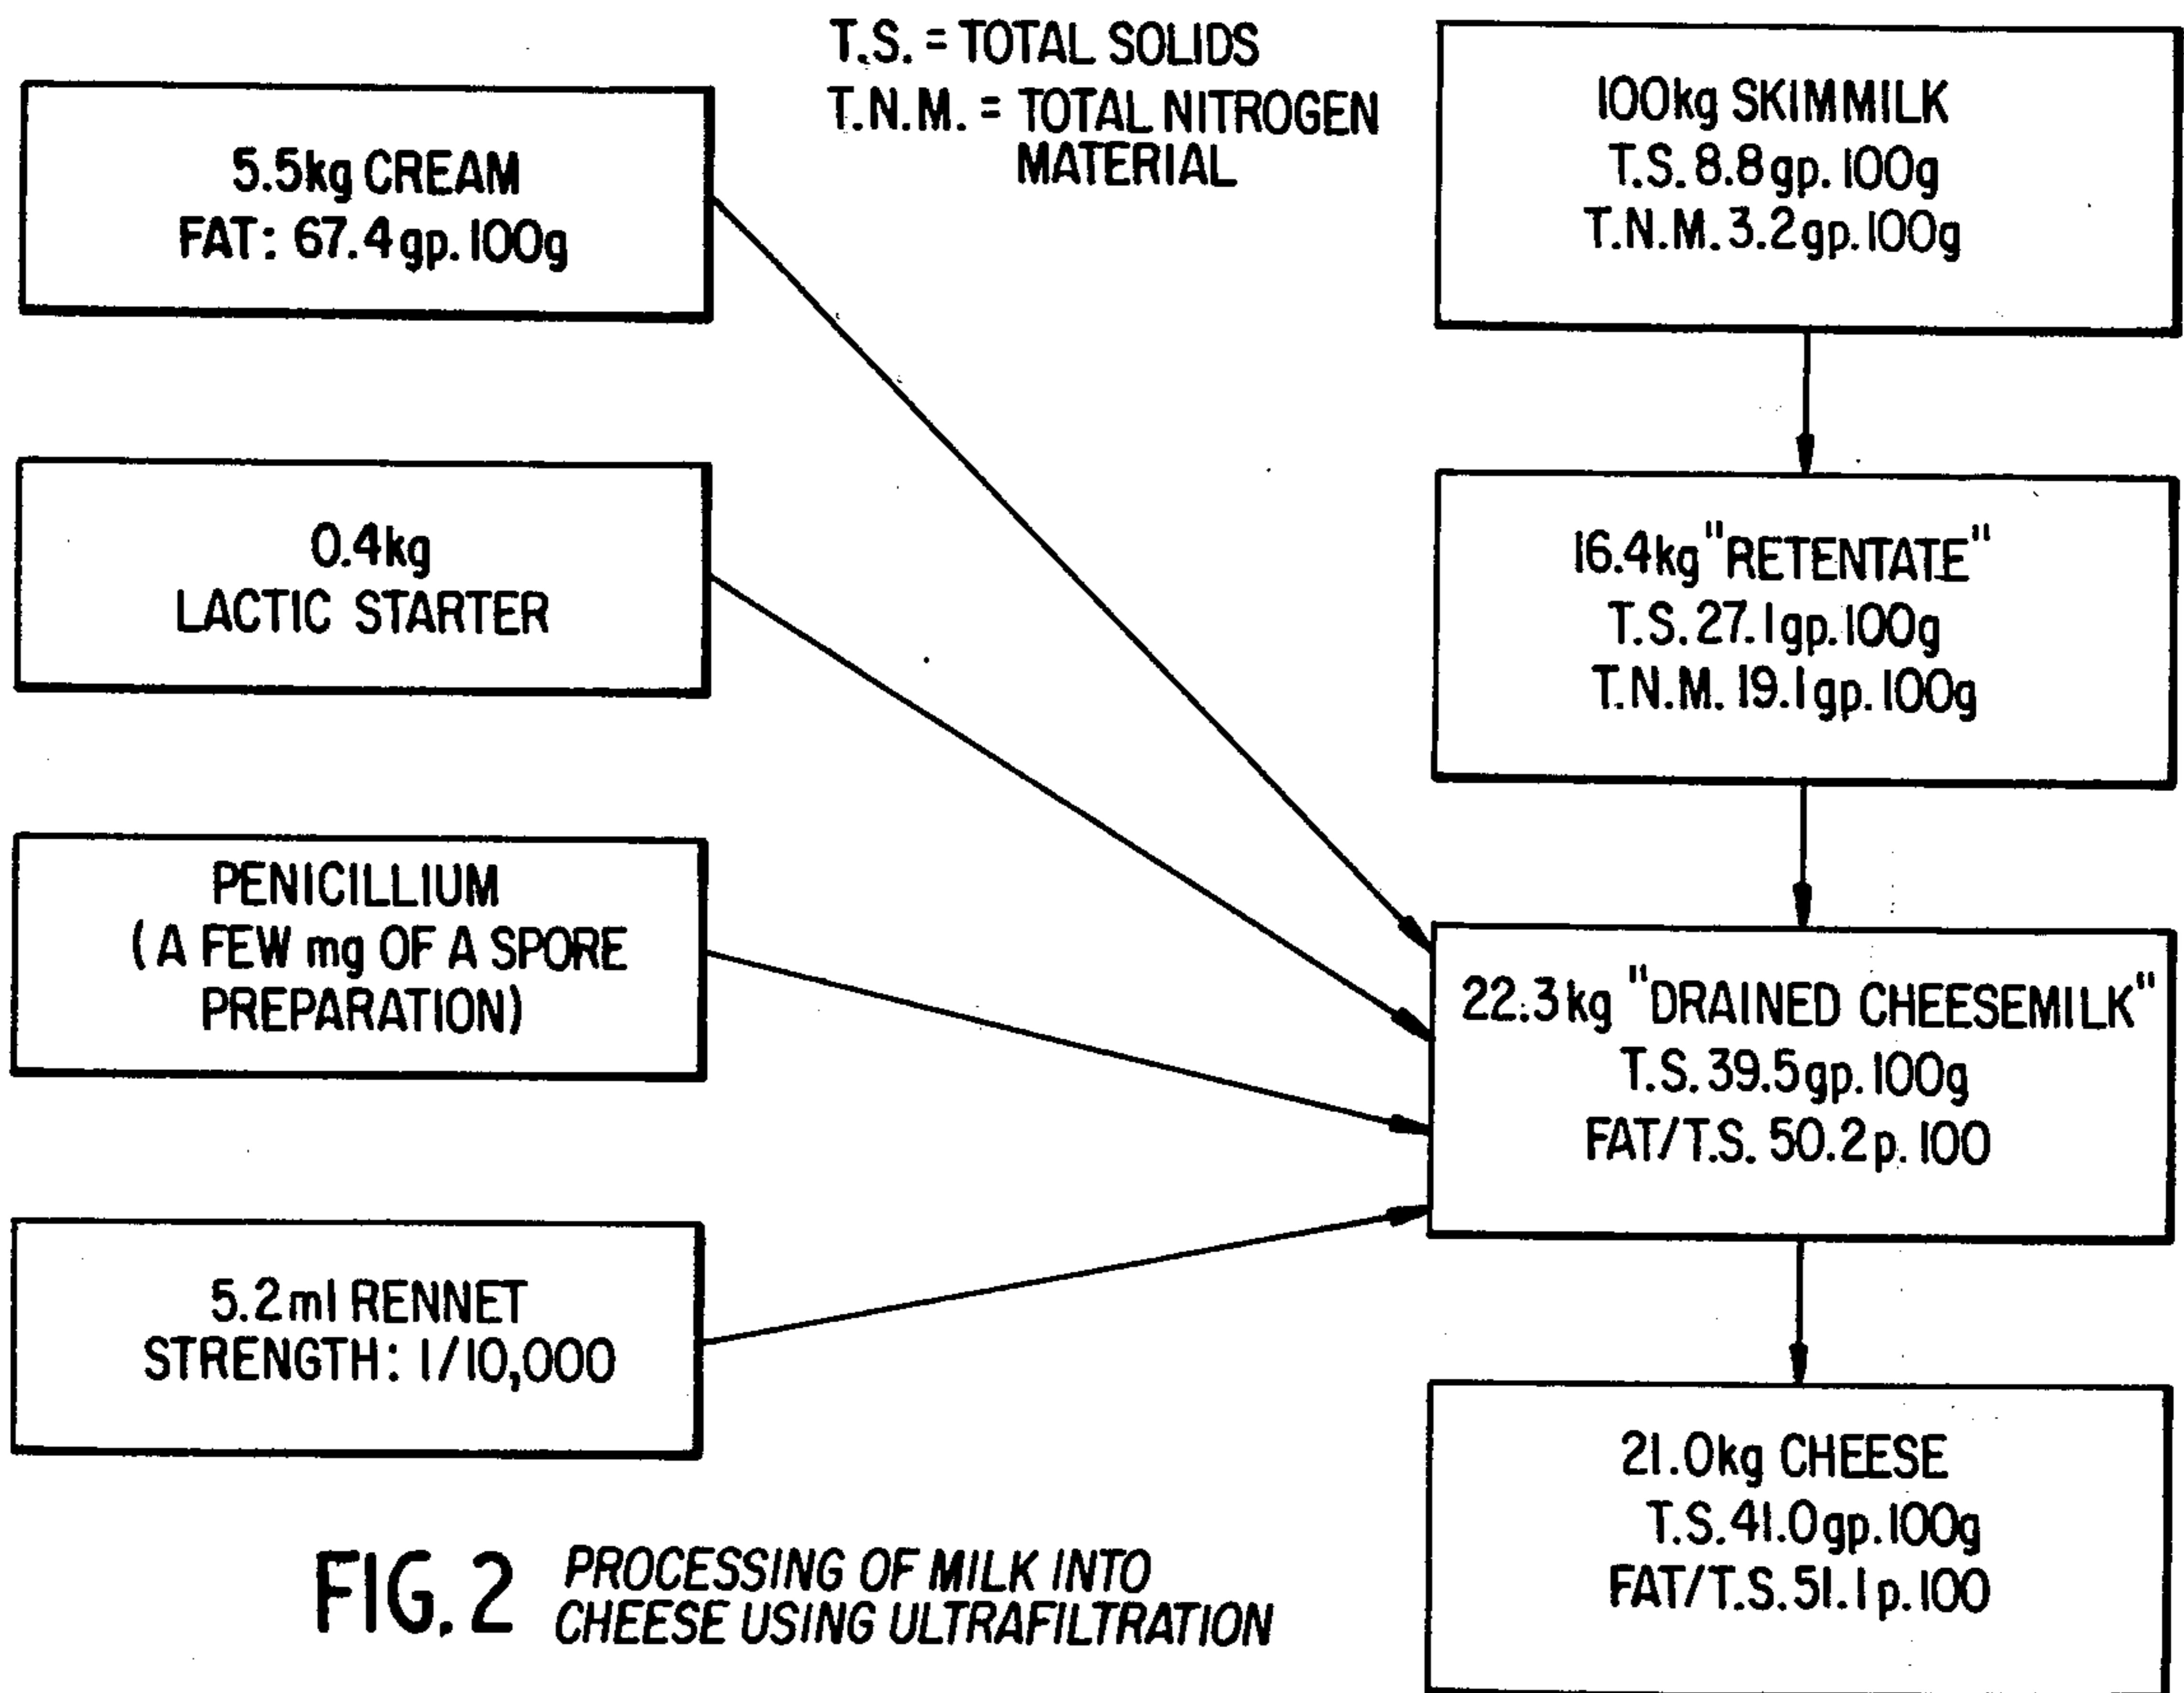 T.S. = TOTAL SOLIDS
T.N.M. = TOTAL NITROGEN
MATERIAL
5.5kg CREAM
FAT: 67.4gp.100g
0.4kg
LACTIC STARTER
PENICILLIUM
(A FEW mg OF A SPORE
PREPARATION)
5.2ml RENNET
STRENGTH: 1/10,000
100kg SKIMMILK
T.S. 8.8gp. 100g
T.N.M. 3.2gp. 100g
16.4kg "RETENTATE"
T.S. 27.1gp. 100g
T.N.M. 19.1gp. 100g
22.3kg "DRAINED CHEESEMILK"
T.S. 39.5gp. 100g
FAT/T.S. 50.2p. 100
21.0kg CHEESE
T.S. 41.0gp. 100g
FAT/T.S. 51.1p. 100
FIG. 2 PROCESSING OF MILK INTO
CHEESE USING ULTRAFILTRATION